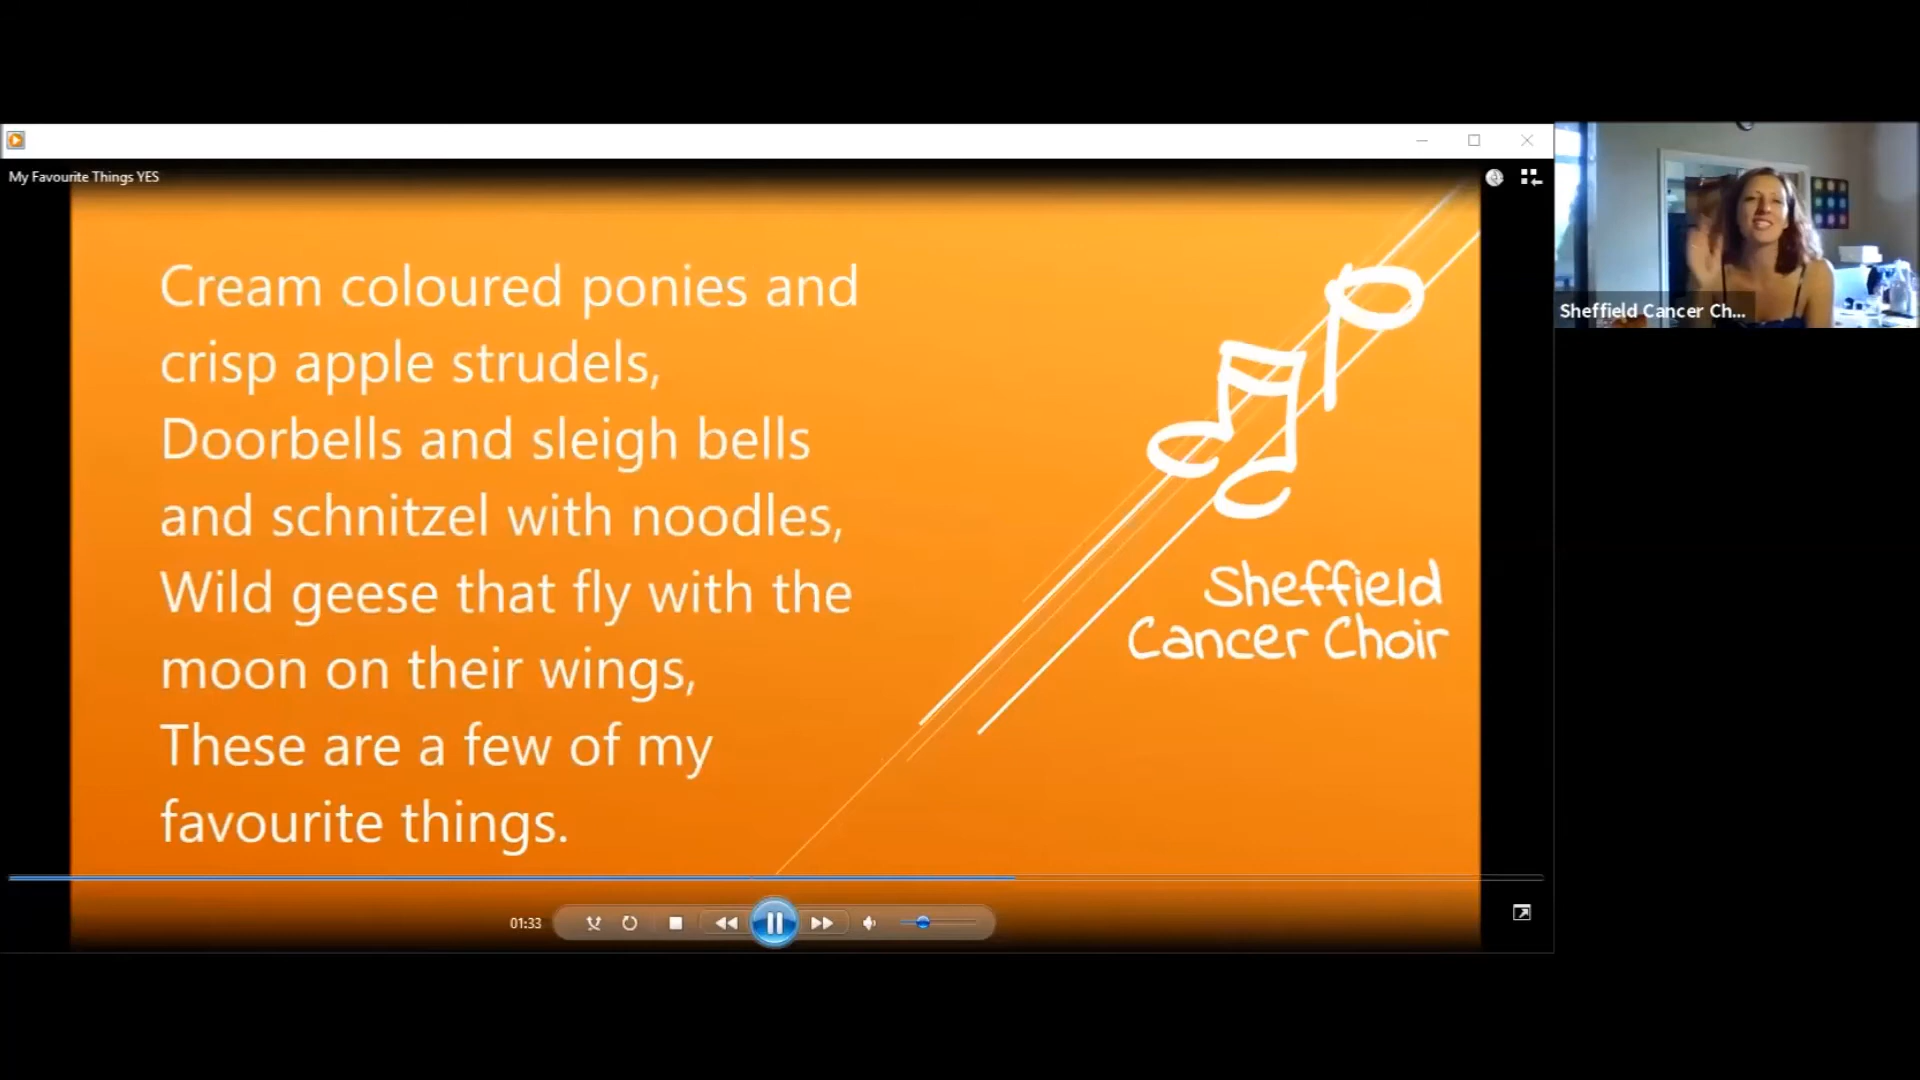 My Favourite Things YES
Cream coloured ponies and
crisp apple strudels,
Doorbells and sleigh bells
and schnitzel with noodles,
Wild geese that fly with the
moon on their wings,
These are a few of my
favourite things.
Sheffield
Cancer Choir
Sheffield Cancer Ch...
01:33